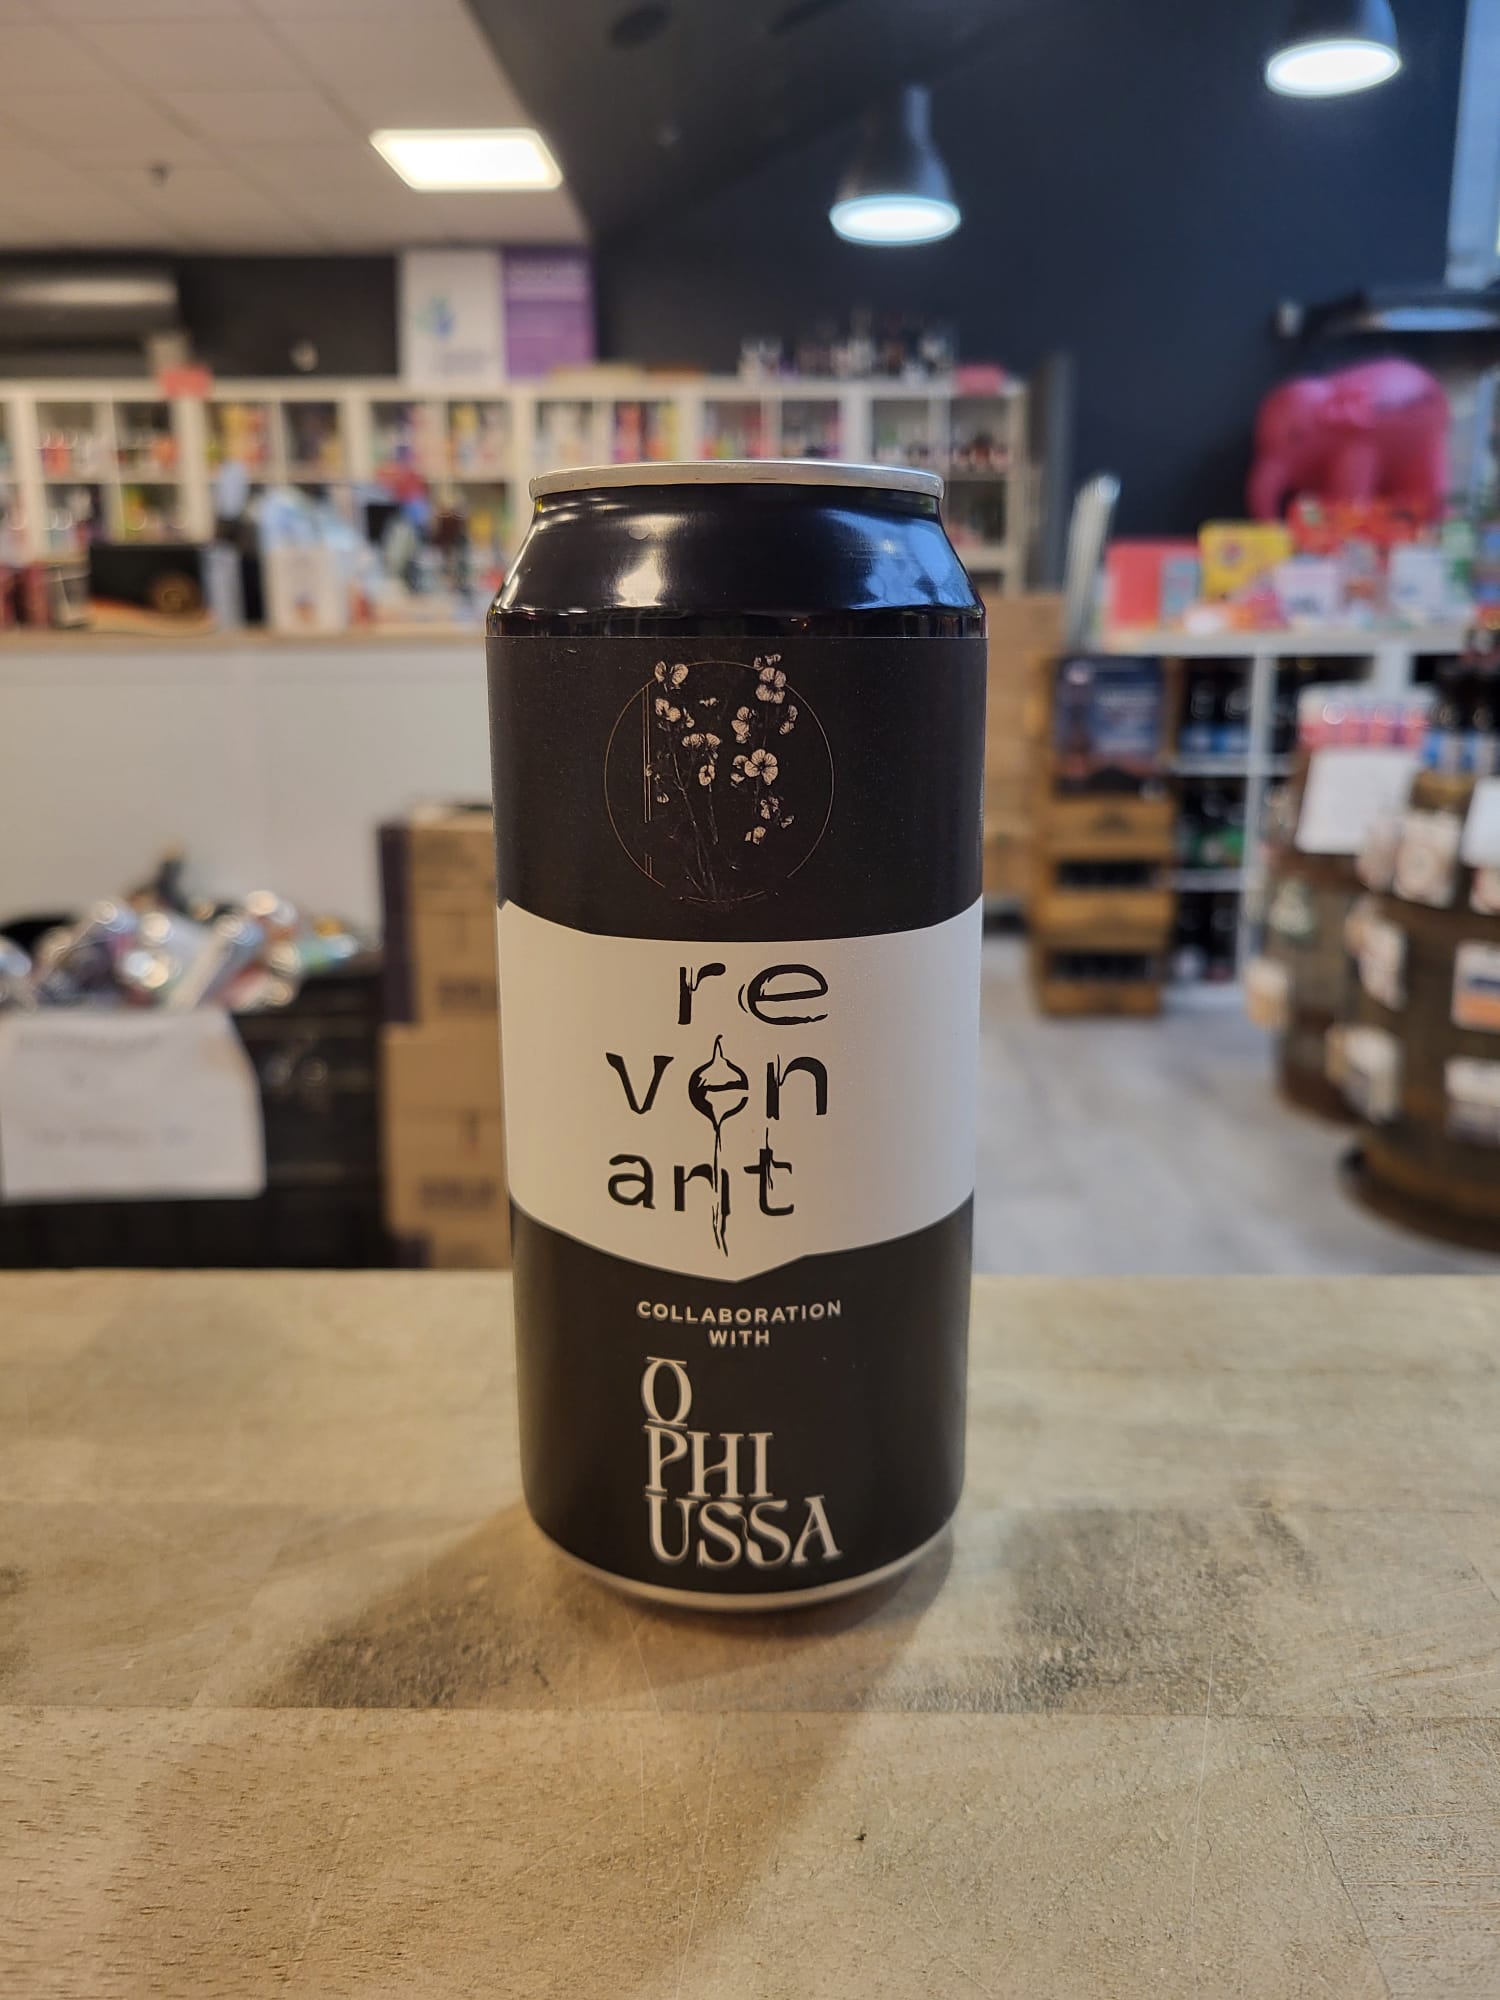 re
ven
ant
COLLABORATION
WITH
O
PHI
USSA